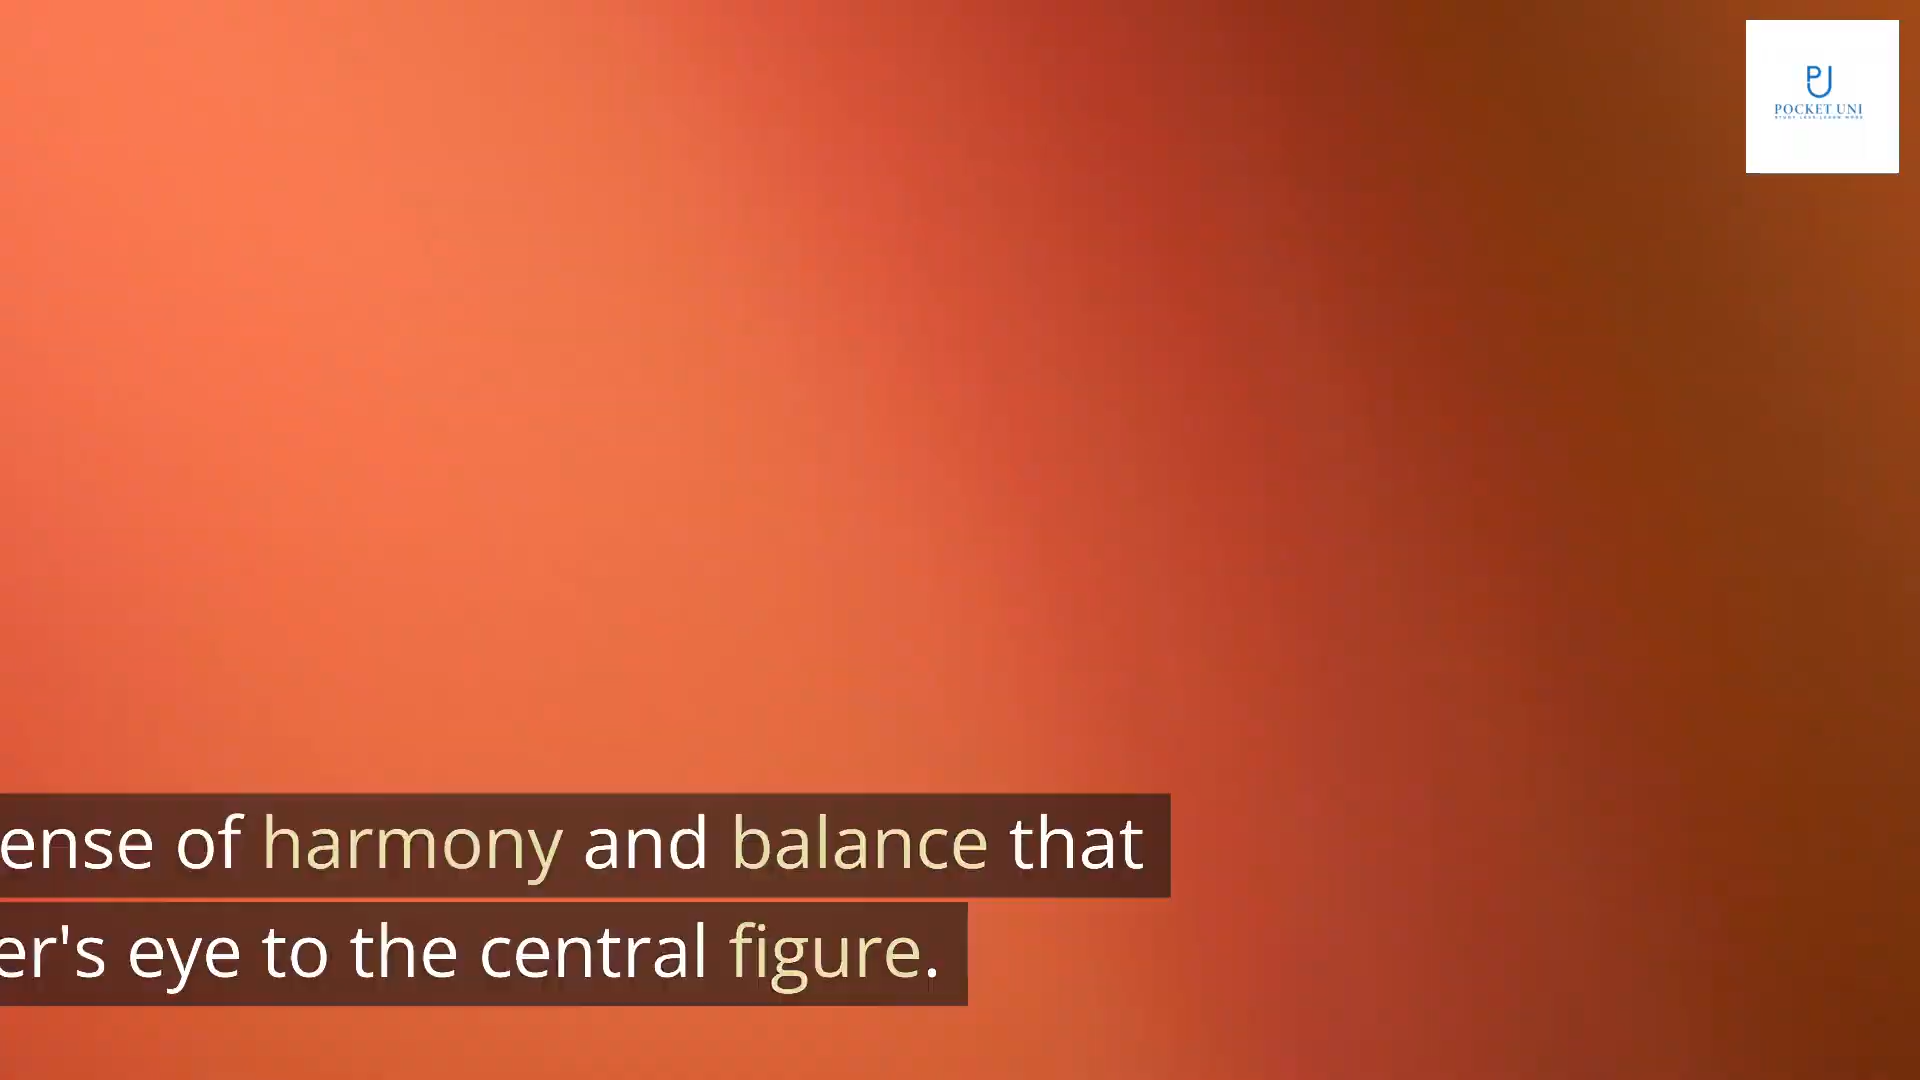 POCKET UNI
ense of harmony and balance that
er's eye to the central figure.